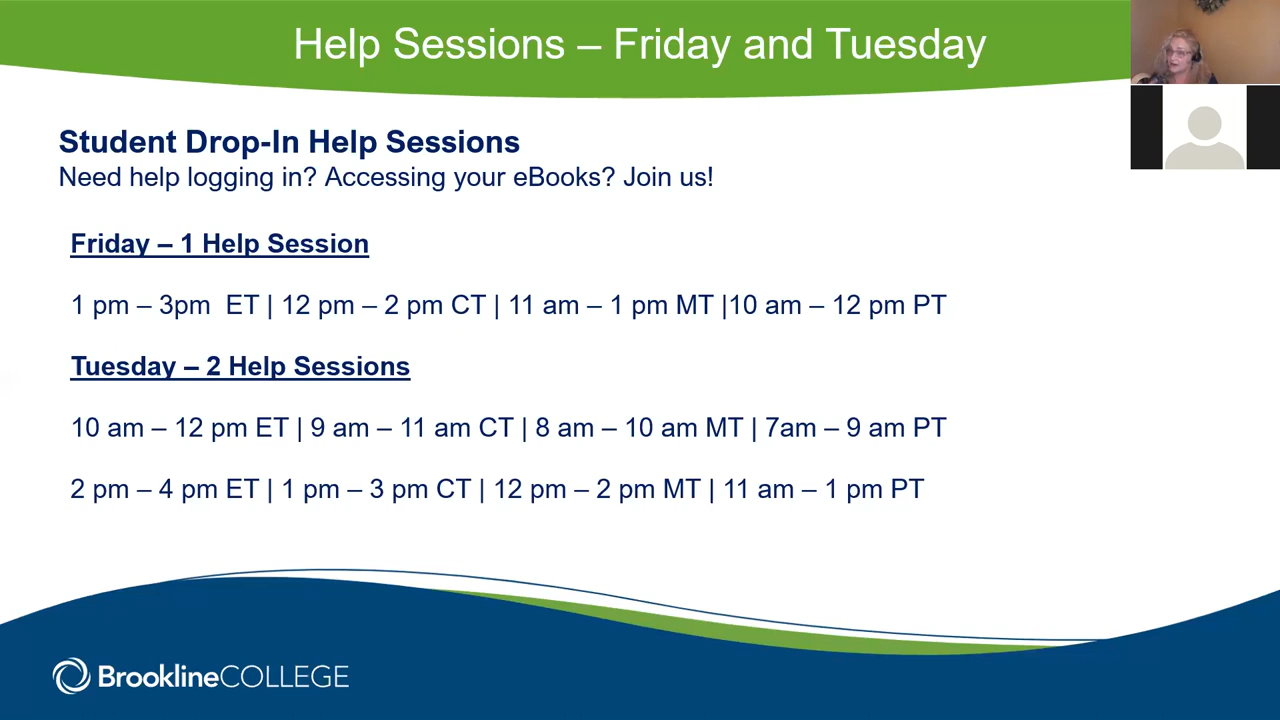 Help Sessions – Friday and Tuesday
Student Drop-In Help Sessions
Need help logging in? Accessing your eBooks? Join us!
Friday – 1 Help Session
1 pm – 3pm  ET | 12 pm – 2 pm CT | 11 am – 1 pm MT |10 am – 12 pm PT
Tuesday – 2 Help Sessions
10 am – 12 pm ET | 9 am – 11 am CT | 8 am – 10 am MT | 7am – 9 am PT
2 pm – 4 pm ET | 1 pm – 3 pm CT | 12 pm – 2 pm MT | 11 am – 1 pm PT
BrooklineCOLLEGE